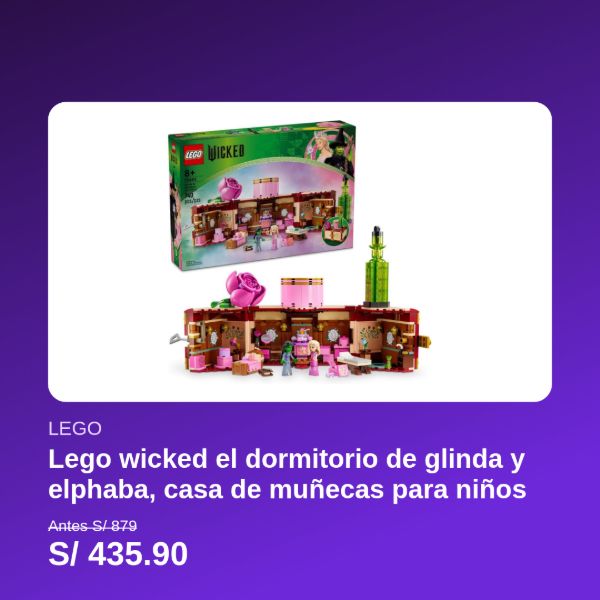 LEGO
WICKED
8+
LEGO
Lego wicked el dormitorio de glinda y
elphaba, casa de muñecas para niños
Antes S/ 879
S/ 435.90